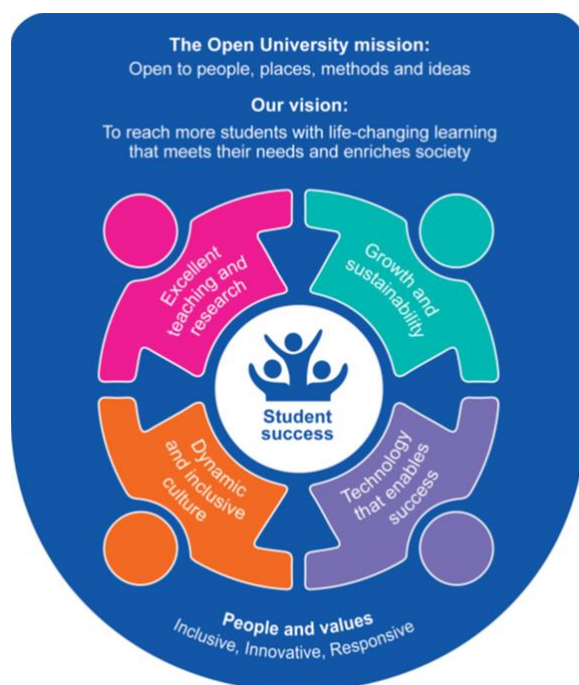 The Open University mission:
Open to people, places, methods and ideas
Our vision:
To reach more students with life-changing learning
that meets their needs and enriches society
Excellent
teaching and
research
Growth and
sustainability
Student
success
Dynamic
and inclusive
culture
Technology
that enables
success
People and values
Inclusive, Innovative, Responsive